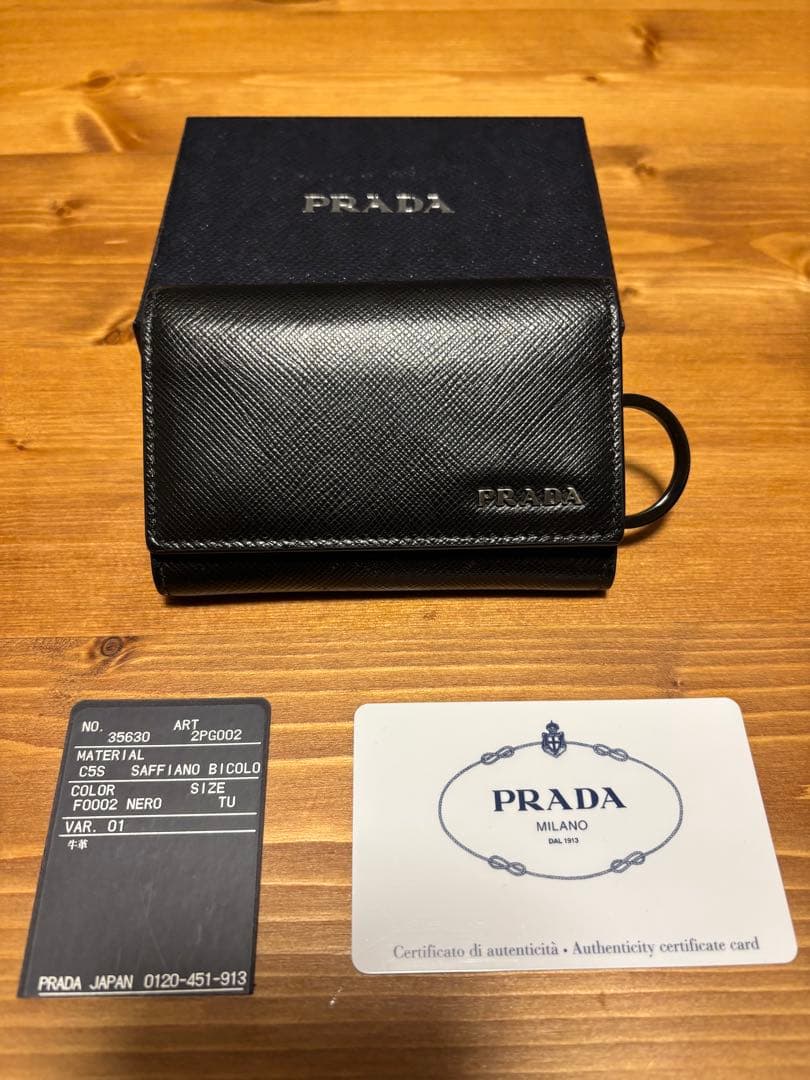 PRADA
PRADA
NO. 35630 ART 2PG002
MATERIAL
C5S SAFFIANO BICOLO
COLOR SIZE
F0002 NERO TU
VAR. 01
牛革
PRADA JAPAN 0120-451-913
PRADA
MILANO
DAL 1913
Certificato di autenticità • Authenticity certificate card